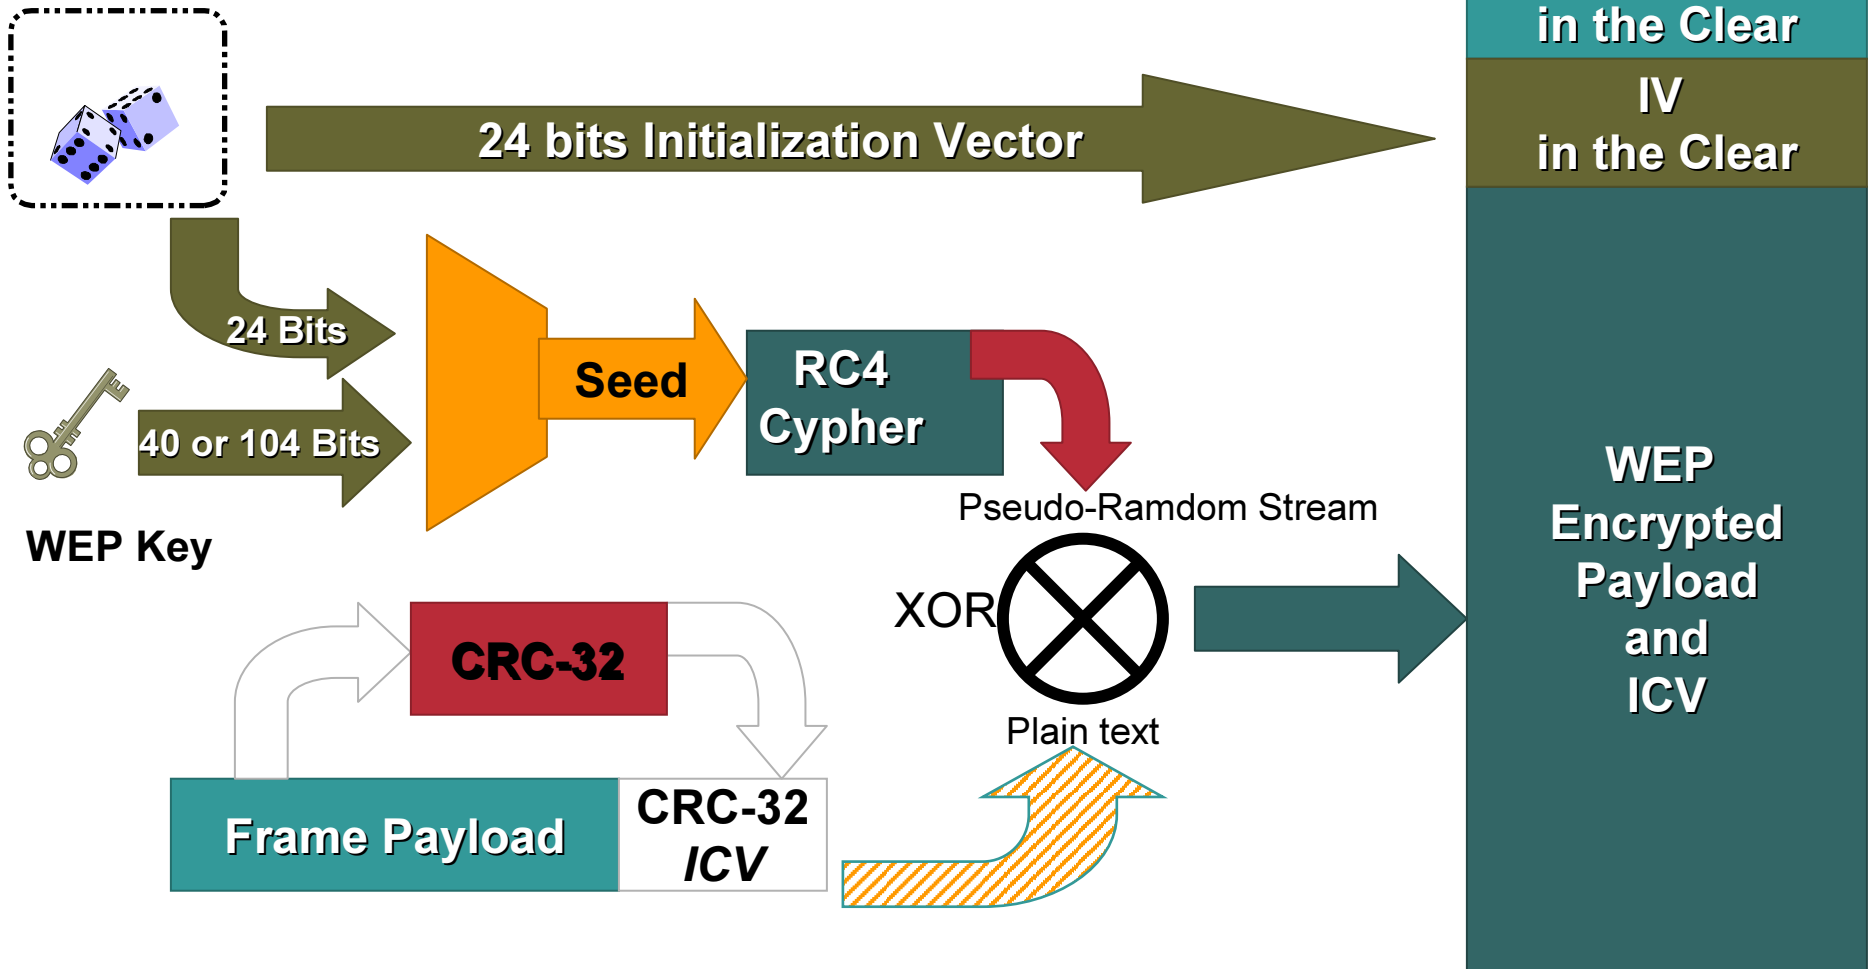 in the Clear
24 bits Initialization Vector
IV
in the Clear
24 Bits
Seed
RC4
Cypher
40 or 104 Bits
WEP Key
Pseudo-Ramdom Stream
XOR
Plain text
WEP
Encrypted
Payload
and
ICV
CRC-32
Frame Payload
CRC-32
ICV